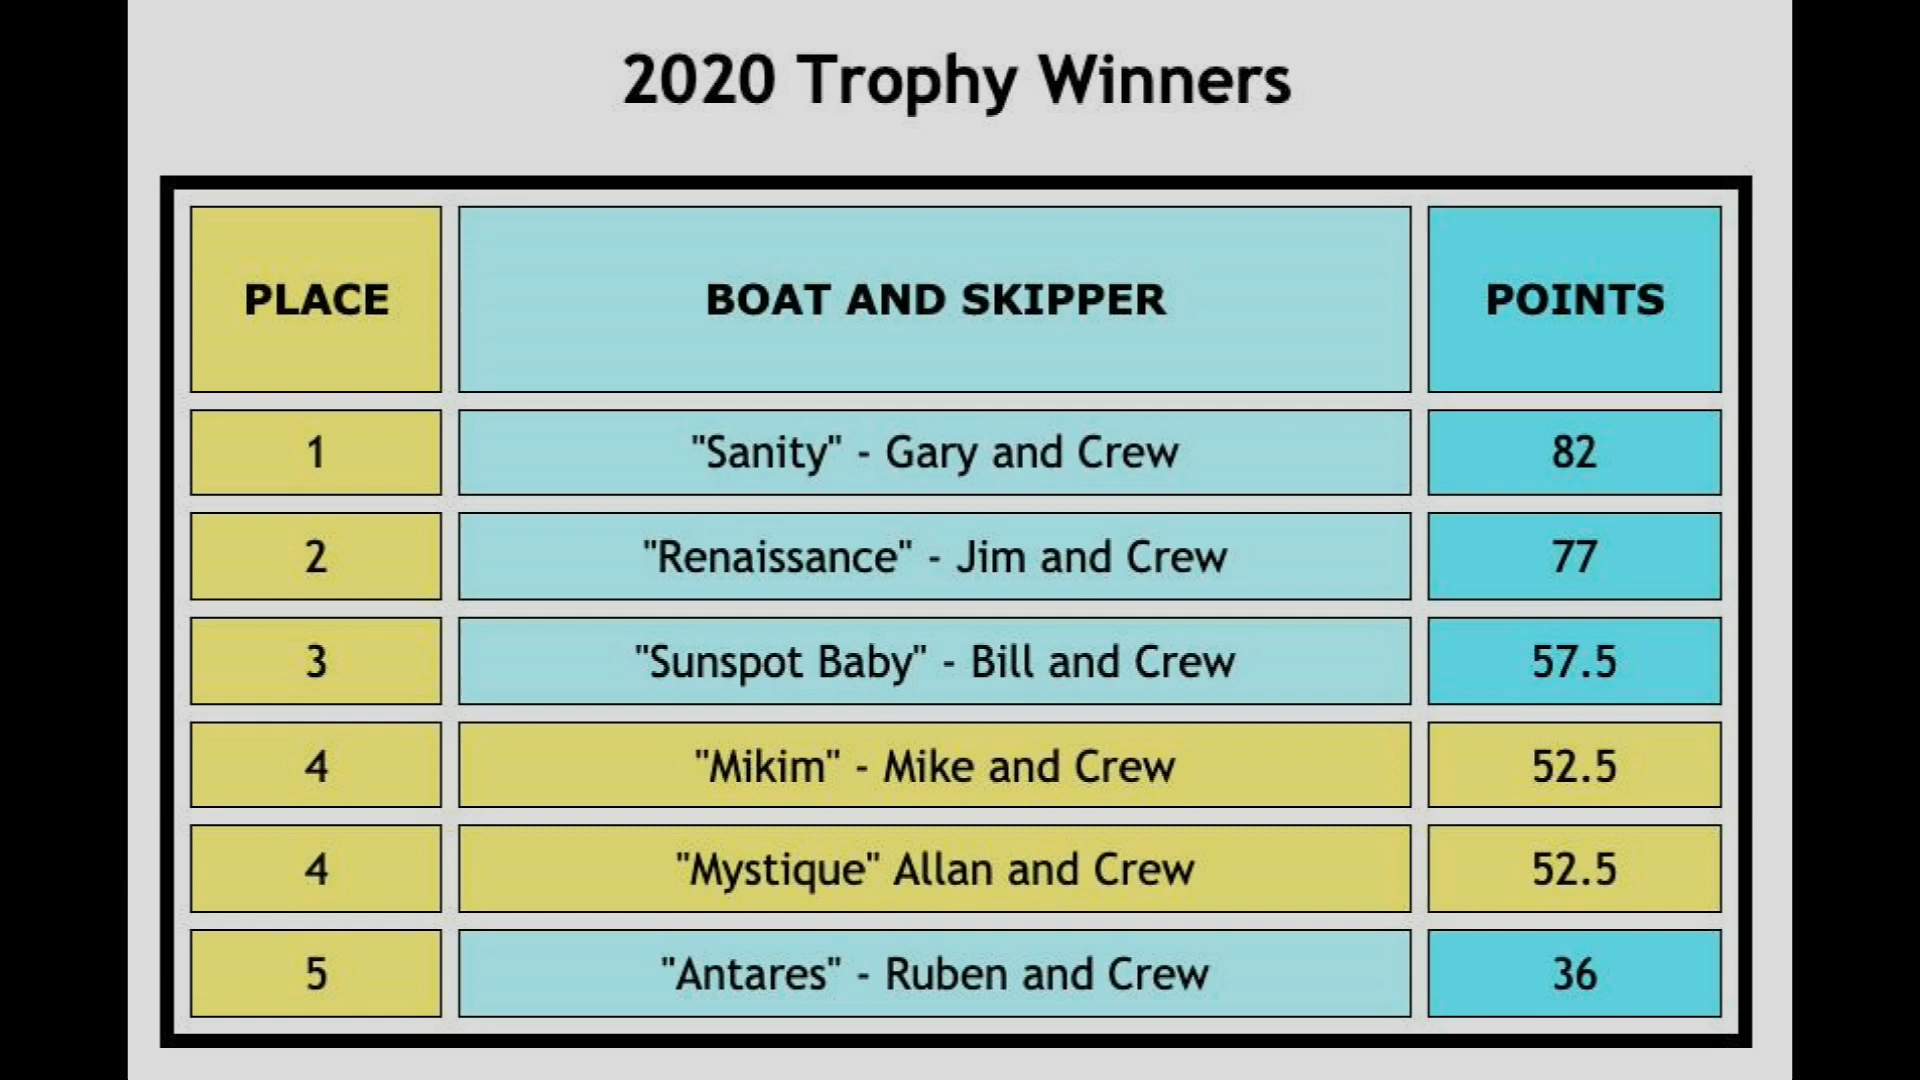 2020 Trophy Winners
PLACE BOAT AND SKIPPER POINTS
1 "Sanity" - Gary and Crew 82
2 "Renaissance" - Jim and Crew 77
3 "Sunspot Baby" - Bill and Crew 57.5
4 "Mikim" - Mike and Crew 52.5
4 "Mystique" Allan and Crew 52.5
5 "Antares" - Ruben and Crew 36